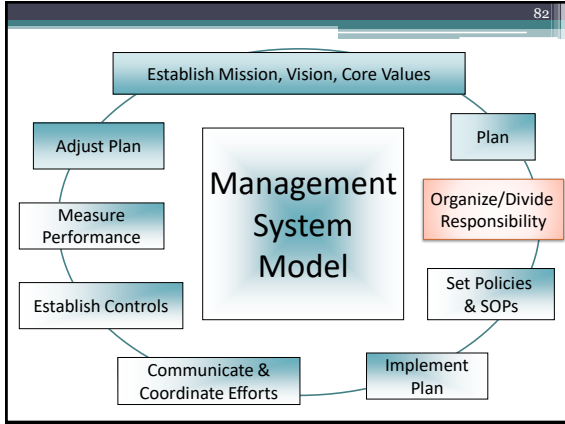 82
Establish Mission, Vision, Core Values
Plan
Organize/Divide
Responsibility
Set Policies
& SOPs
Implement
Plan
Communicate &
Coordinate Efforts
Establish Controls
Measure
Performance
Adjust Plan
Management
System
Model